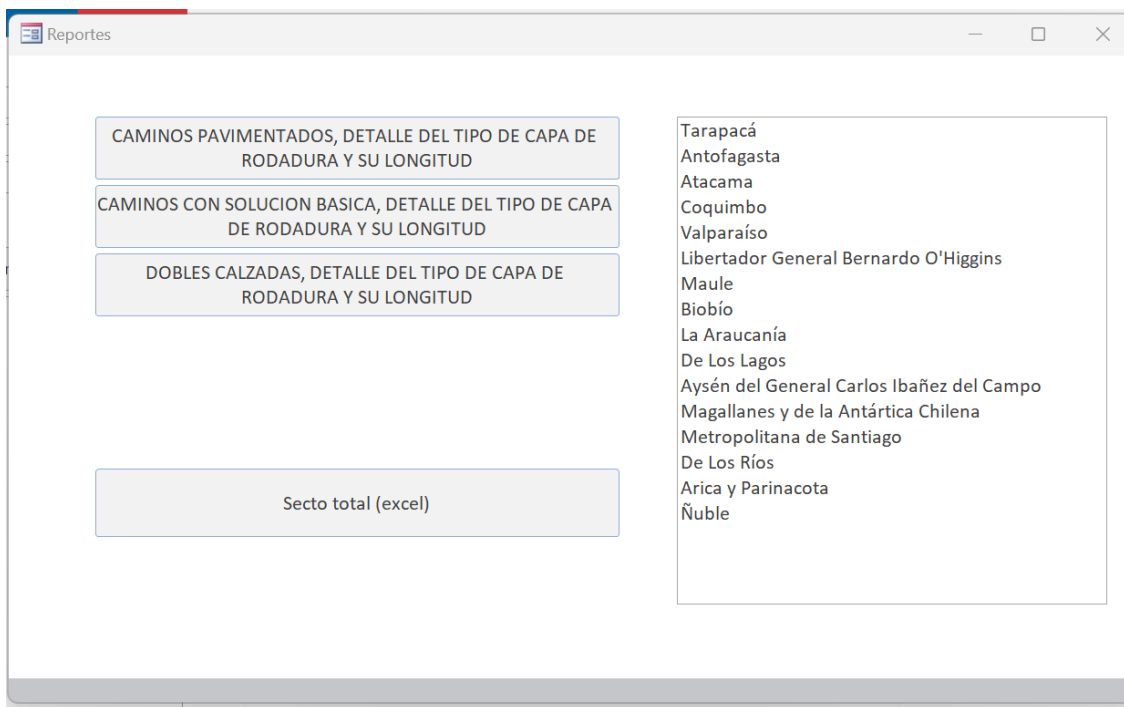 Reportes
CAMINOS PAVIMENTADOS, DETALLE DEL TIPO DE CAPA DE
RODADURA Y SU LONGITUD
CAMINOS CON SOLUCION BASICA, DETALLE DEL TIPO DE CAPA
DE RODADURA Y SU LONGITUD
DOBLES CALZADAS, DETALLE DEL TIPO DE CAPA DE
RODADURA Y SU LONGITUD
Secto total (excel)
Tarapacá
Antofagasta
Atacama
Coquimbo
Valparaíso
Libertador General Bernardo O'Higgins
Maule
Biobío
La Araucanía
De Los Lagos
Aysén del General Carlos Ibañez del Campo
Magallanes y de la Antártica Chilena
Metropolitana de Santiago
De Los Ríos
Arica y Parinacota
Ñuble